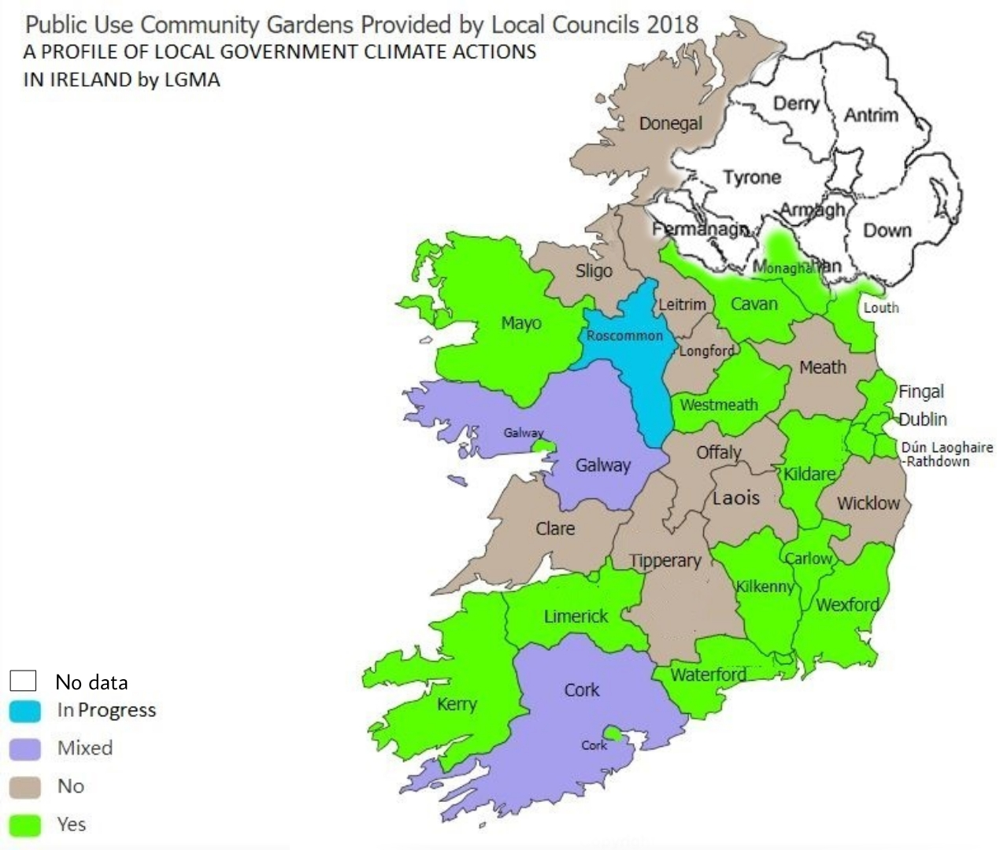 Public Use Community Gardens Provided by Local Councils 2018
A PROFILE OF LOCAL GOVERNMENT CLIMATE ACTIONS
IN IRELAND by LGMA
Derry
Antrim
Donegal
Tyrone
Armagh
Fermanagh
Down
Monaghan
Sligo
Leitrim
Cavan
Louth
Mayo
Roscommon
Longford
Meath
Westmeath
Fingal
Dublin
Galway
Dún Laoghaire
-Rathdown
Offaly
Galway
Kildare
Laois
Wicklow
Clare
Tipperary
Carlow
Kilkenny
Limerick
Wexford
Waterford
Cork
Kerry
Cork
No data
In Progress
Mixed
No
Yes